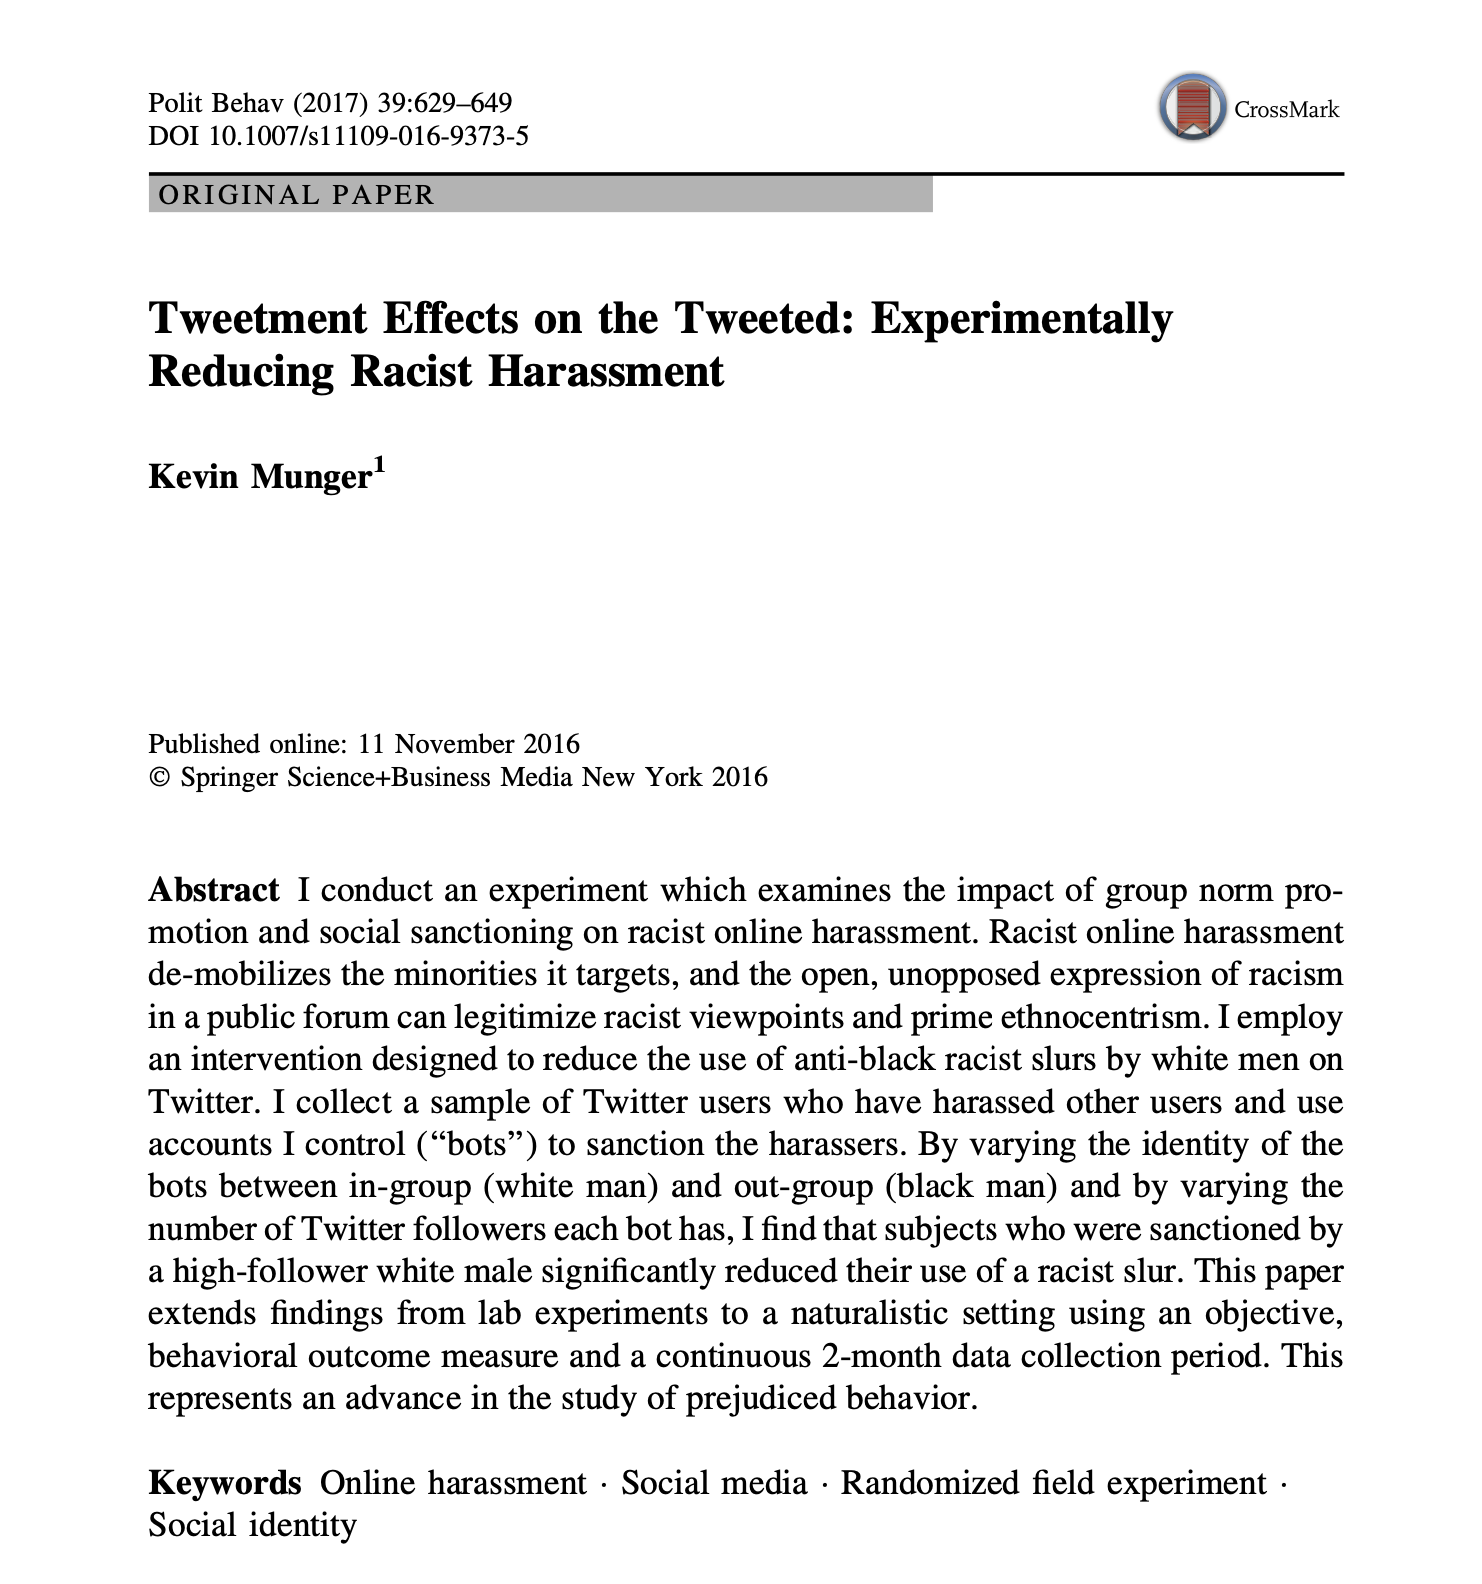 Polit Behav (2017) 39:629–649
DOI 10.1007/s11109-016-9373-5
CrossMark
ORIGINAL PAPER
Tweetment Effects on the Tweeted: Experimentally
Reducing Racist Harassment
Kevin Munger1
Published online: 11 November 2016
© Springer Science+Business Media New York 2016
Abstract I conduct an experiment which examines the impact of group norm pro-
motion and social sanctioning on racist online harassment. Racist online harassment
de-mobilizes the minorities it targets, and the open, unopposed expression of racism
in a public forum can legitimize racist viewpoints and prime ethnocentrism. I employ
an intervention designed to reduce the use of anti-black racist slurs by white men on
Twitter. I collect a sample of Twitter users who have harassed other users and use
accounts I control (“bots”) to sanction the harassers. By varying the identity of the
bots between in-group (white man) and out-group (black man) and by varying the
number of Twitter followers each bot has, I find that subjects who were sanctioned by
a high-follower white male significantly reduced their use of a racist slur. This paper
extends findings from lab experiments to a naturalistic setting using an objective,
behavioral outcome measure and a continuous 2-month data collection period. This
represents an advance in the study of prejudiced behavior.
Keywords Online harassment · Social media · Randomized field experiment ·
Social identity